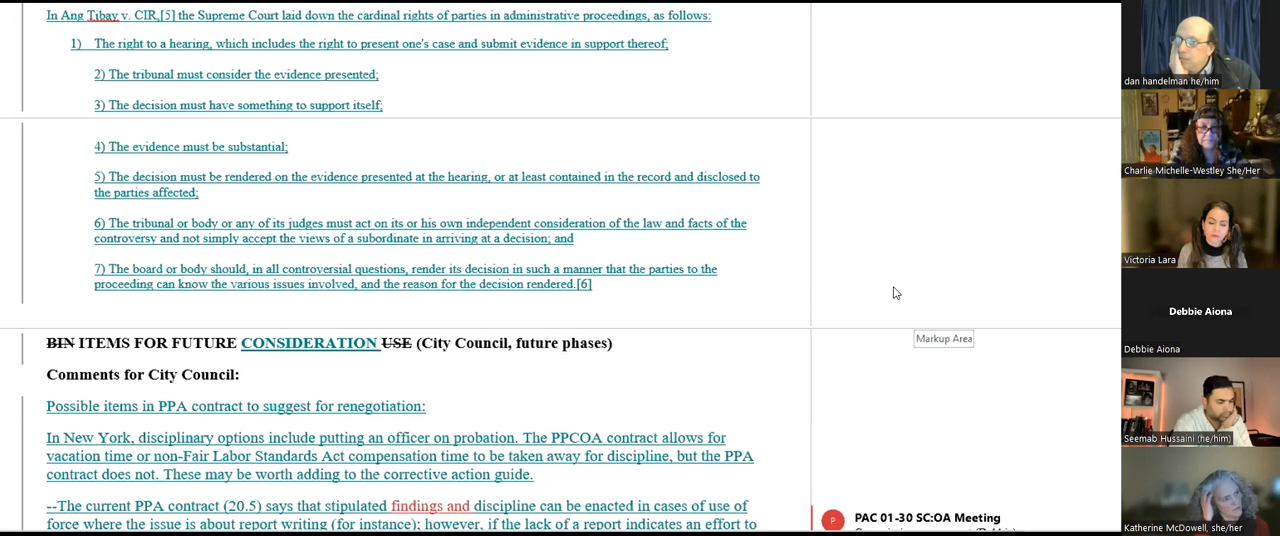 In Ang Tibay v. CIR,[5] the Supreme Court laid down the cardinal rights of parties in administrative proceedings, as follows:
1) The right to a hearing, which includes the right to present one's case and submit evidence in support thereof;
2) The tribunal must consider the evidence presented;
3) The decision must have something to support itself;
4) The evidence must be substantial;
5) The decision must be rendered on the evidence presented at the hearing, or at least contained in the record and disclosed to
the parties affected;
6) The tribunal or body or any of its judges must act on its or his own independent consideration of the law and facts of the
controversy and not simply accept the views of a subordinate in arriving at a decision; and
7) The board or body should, in all controversial questions, render its decision in such a manner that the parties to the
proceeding can know the various issues involved, and the reason for the decision rendered.[6]
BIN ITEMS FOR FUTURE CONSIDERATION USE (City Council, future phases)
Comments for City Council:
Possible items in PPA contract to suggest for renegotiation:
In New York, disciplinary options include putting an officer on probation. The PPCOA contract allows for
vacation time or non-Fair Labor Standards Act compensation time to be taken away for discipline, but the PPA
contract does not. These may be worth adding to the corrective action guide.
--The current PPA contract (20.5) says that stipulated findings and discipline can be enacted in cases of use of
force where the issue is about report writing (for instance); however, if the lack of a report indicates an effort to
Markup Area
P
PAC 01-30 SC:OA Meeting
dan handelman he/him
Charlie Michelle-Westley She/Her
Victoria Lara
Debbie Aiona
Debbie Aiona
Seemab Hussaini (he/him)
Katherine McDowell, she/her